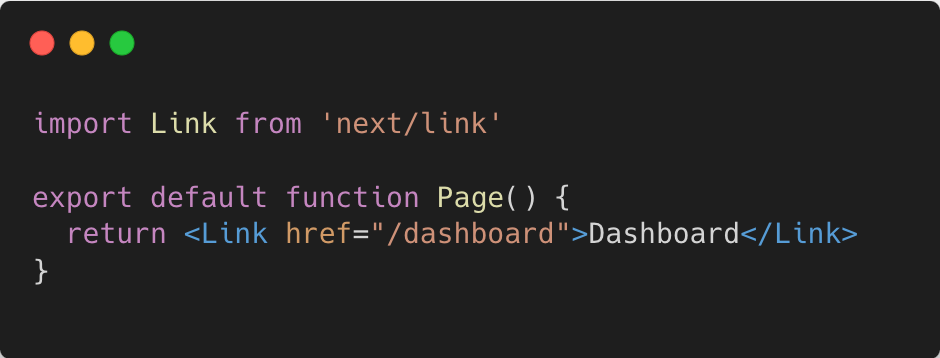 import Link from 'next/link'

export default function Page() {
  return <Link href="/dashboard">Dashboard</Link>
}